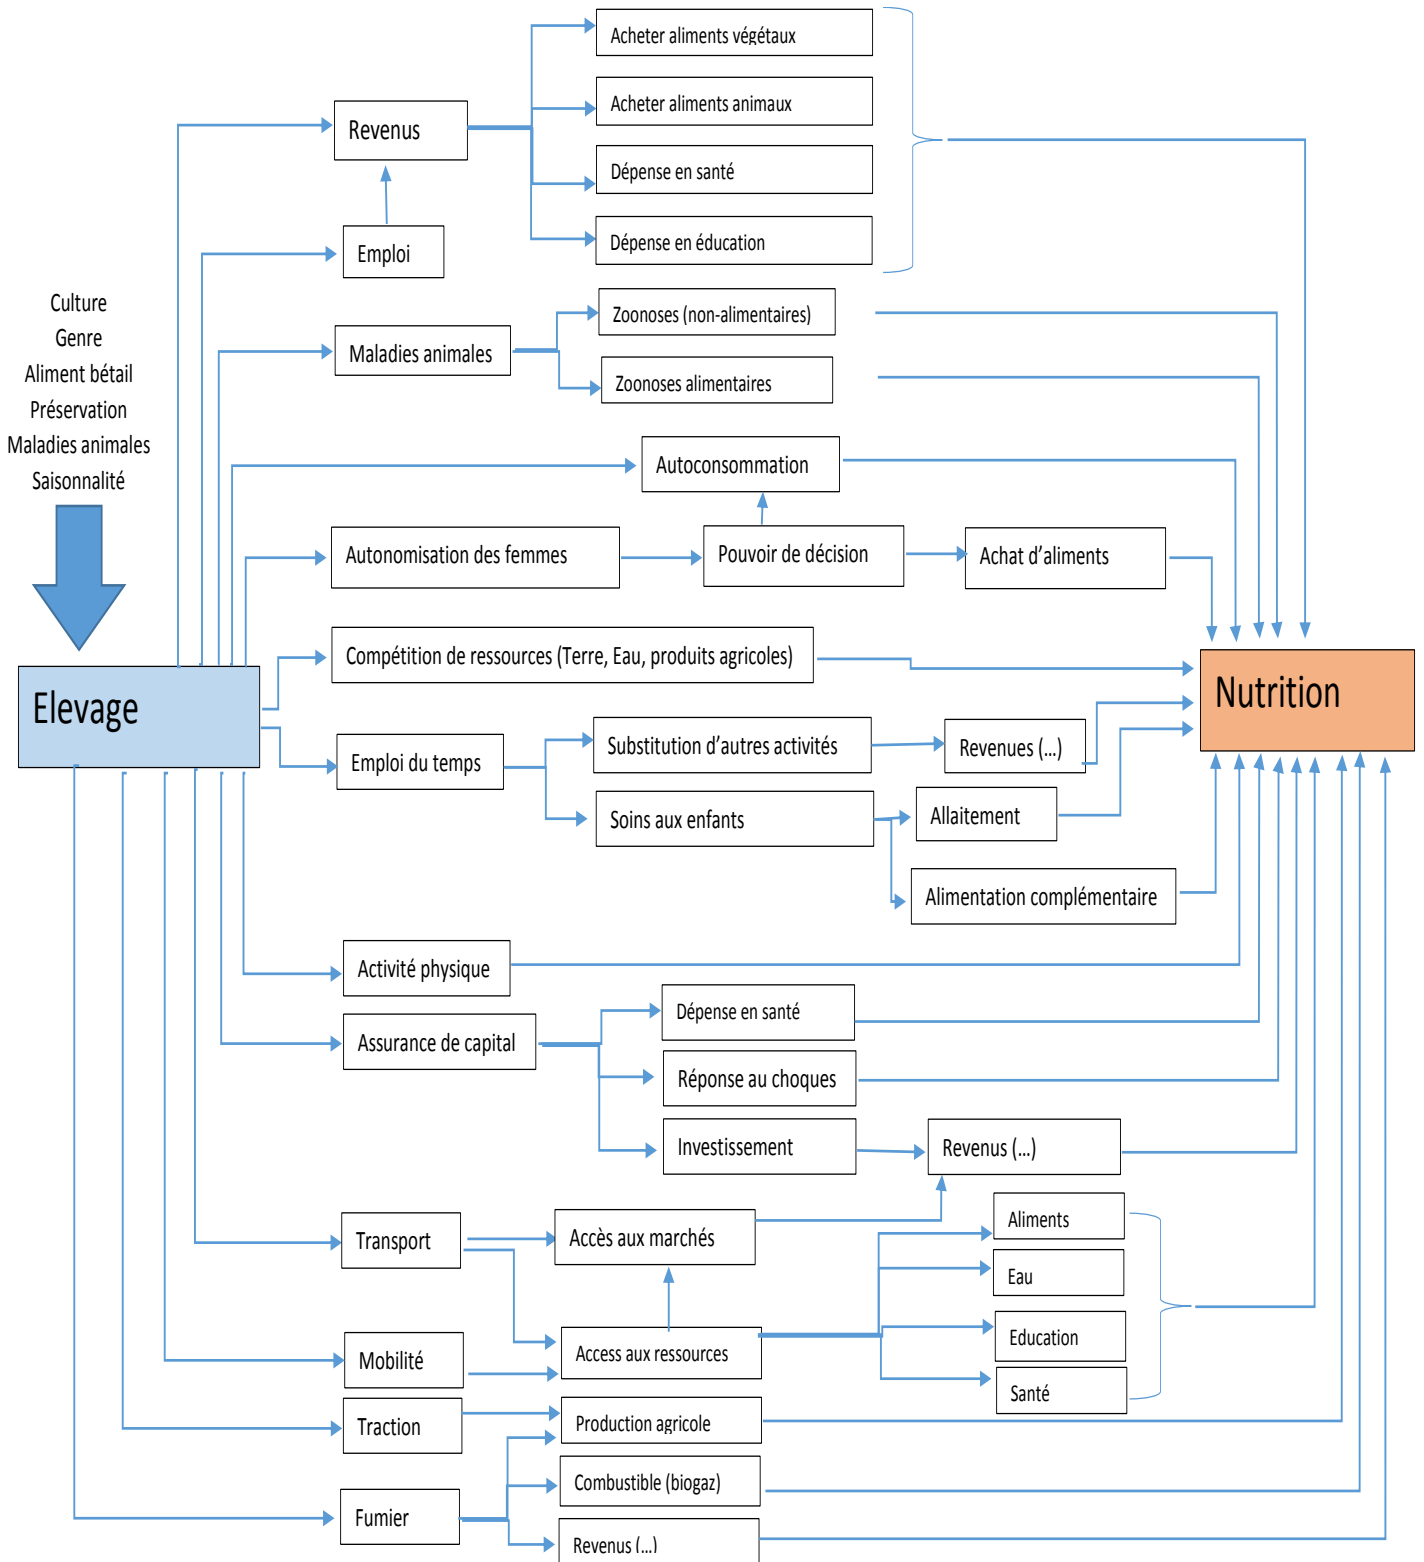 Acheter aliments végétaux
Acheter aliments animaux
Revenus
Dépense en santé
Dépense en éducation
Emploi
Culture
Genre
Aliment bétail
Préservation
Maladies animales
Saisonnalité
Zoonoses (non-alimentaires)
Maladies animales
Zoonoses alimentaires
Autoconsommation
Autonomisation des femmes
Pouvoir de décision
Achat d'aliments
Compétition de ressources (Terre, Eau, produits agricoles)
Elevage
Nutrition
Emploi du temps
Substitution d'autres activités
Revenues (...)
Soins aux enfants
Allaitement
Alimentation complémentaire
Activité physique
Assurance de capital
Dépense en santé
Réponse au choques
Investissement
Revenus (...)
Transport
Accès aux marchés
Aliments
Eau
Education
Santé
Mobilité
Access aux ressources
Traction
Production agricole
Combustible (biogaz)
Fumier
Revenus (...)